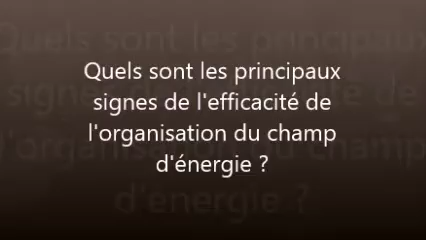 Quels sont les principaux
signes de l'efficacité de
l'organisation du champ
d'énergie ?